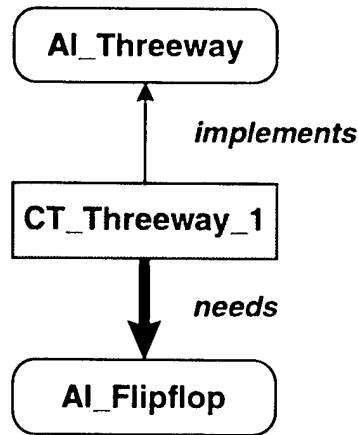 AI_Threeway
implements
CT_Threeway_1
needs
AI_Flipflop